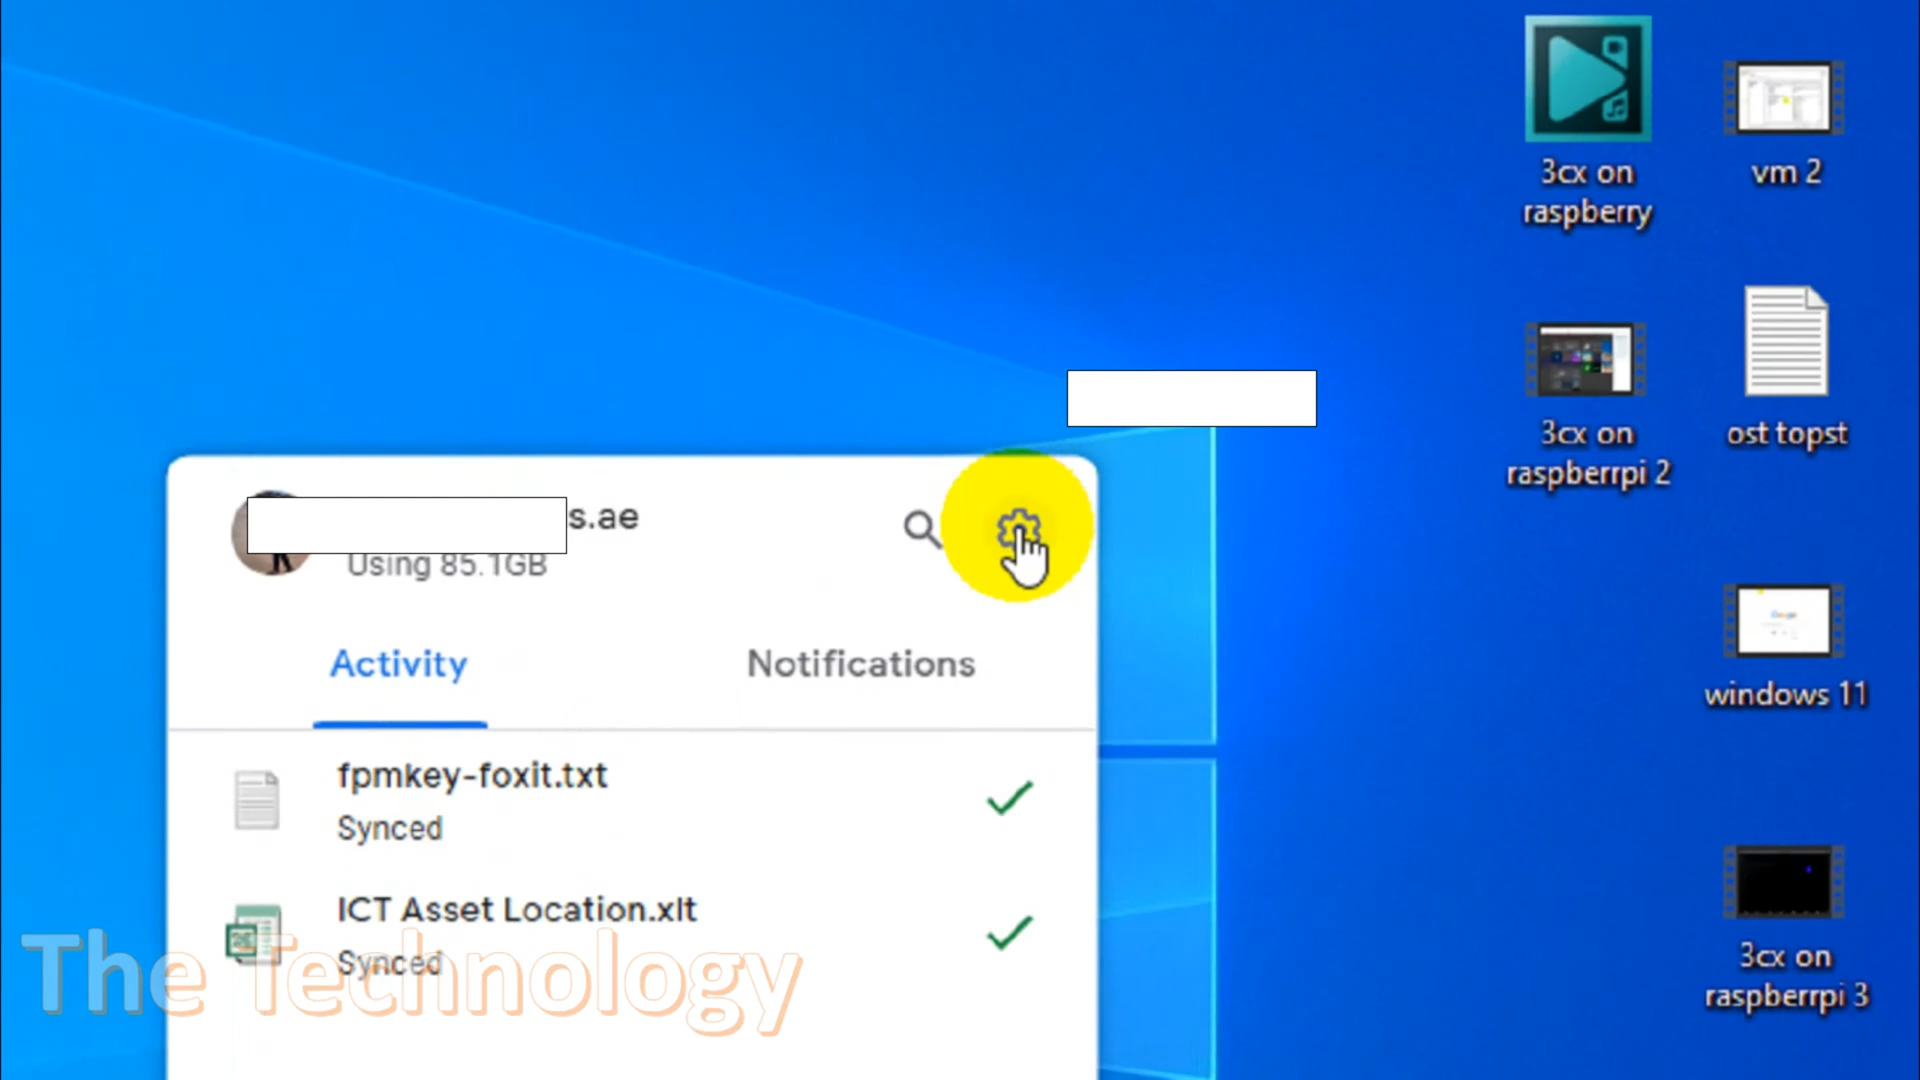 3cx on
raspberry
vm 2
3cx on
raspberrpi 2
ost topst
s.ae
Using 85.1GB
Activity
Notifications
fpmkey-foxit.txt
Synced
ICT Asset Location.xlt
Synced
windows 11
3cx on
raspberrpi 3
The Technology